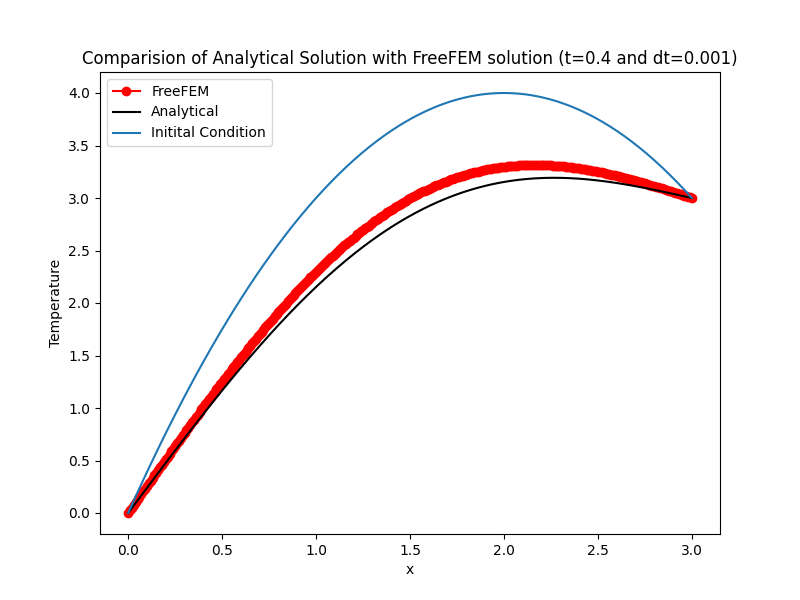 Comparision of Analytical Solution with FreeFEM solution (t=0.4 and dt=0.001)
FreeFEM
Analytical
Initital Condition
4.0
3.5
3.0
2.5
2.0
1.5
1.0
0.5
0.0
Temperature
0.0 0.5 1.0 1.5 2.0 2.5 3.0
x